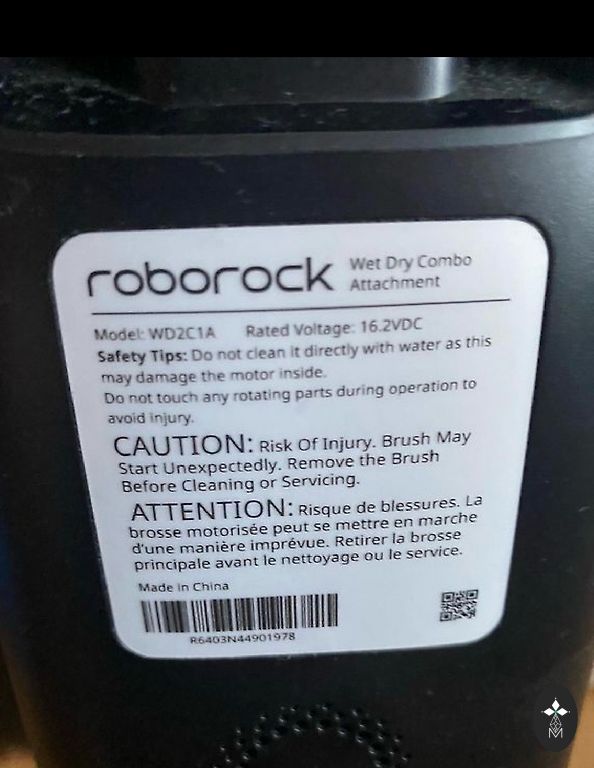 roborock Wet Dry Combo
Attachment
Model: WD2C1A Rated Voltage: 16.2VDC
Safety Tips: Do not clean it directly with water as this
may damage the motor inside.
Do not touch any rotating parts during operation to
avoid injury.
CAUTION: Risk Of Injury. Brush May
Start Unexpectedly. Remove the Brush
Before Cleaning or Servicing.
ATTENTION: Risque de blessures. La
brosse motorisée peut se mettre en marche
d'une manière imprévue. Retirer la brosse
principale avant le nettoyage ou le service.
Made in China
R6403N44901978
M